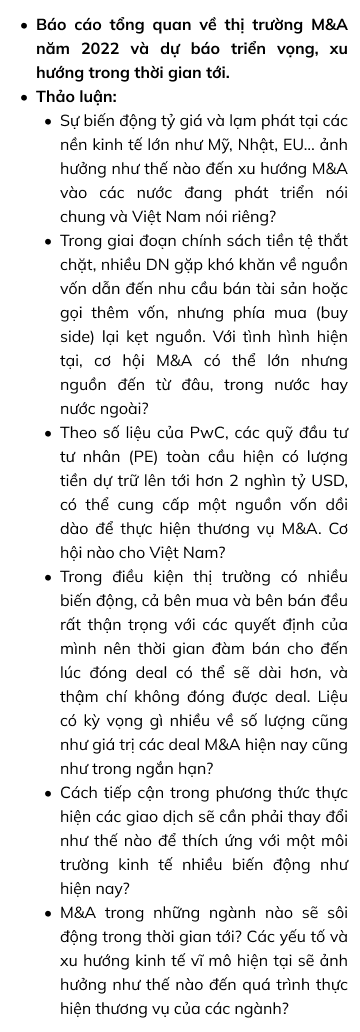 • Báo cáo tổng quan về thị trường M&A
năm 2022 và dự báo triển vọng, xu
hướng trong thời gian tới.
• Thảo luận:
• Sự biến động tỷ giá và lạm phát tại các
nền kinh tế lớn như Mỹ, Nhật, EU... ảnh
hưởng như thế nào đến xu hướng M&A
vào các nước đang phát triển nói
chung và Việt Nam nói riêng?
• Trong giai đoạn chính sách tiền tệ thắt
chặt, nhiều DN gặp khó khăn về nguồn
vốn dẫn đến nhu cầu bán tài sản hoặc
gọi thêm vốn, nhưng phía mua (buy
side) lại kẹt nguồn. Với tình hình hiện
tại, cơ hội M&A có thể lớn nhưng
nguồn đến từ đâu, trong nước hay
nước ngoài?
• Theo số liệu của PwC, các quỹ đầu tư
tư nhân (PE) toàn cầu hiện có lượng
tiền dự trữ lên tới hơn 2 nghìn tỷ USD,
có thể cung cấp một nguồn vốn dồi
dào để thực hiện thương vụ M&A. Cơ
hội nào cho Việt Nam?
• Trong điều kiện thị trường có nhiều
biến động, cả bên mua và bên bán đều
rất thận trọng với các quyết định của
mình nên thời gian đàm bán cho đến
lúc đóng deal có thể sẽ dài hơn, và
thậm chí không đóng được deal. Liệu
có kỳ vọng gì nhiều về số lượng cũng
như giá trị các deal M&A hiện nay cũng
như trong ngắn hạn?
• Cách tiếp cận trong phương thức thực
hiện các giao dịch sẽ cần phải thay đổi
như thế nào để thích ứng với một môi
trường kinh tế nhiều biến động như
hiện nay?
• M&A trong những ngành nào sẽ sôi
động trong thời gian tới? Các yếu tố và
xu hướng kinh tế vĩ mô hiện tại sẽ ảnh
hưởng như thế nào đến quá trình thực
hiện thương vụ của các ngành?